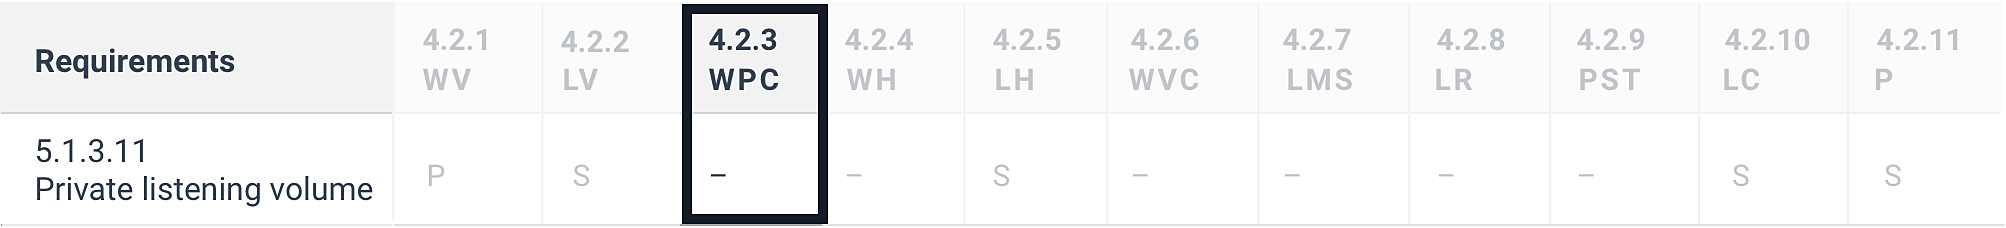 Requirements
4.2.1 4.2.2 4.2.3 4.2.4 4.2.5 4.2.6 4.2.7 4.2.8 4.2.9 4.2.10 4.2.11
WV LV WPC WH LH WVC LMS LR PST LC P
5.1.3.11
Private listening volume
P S – – S – – – – S S